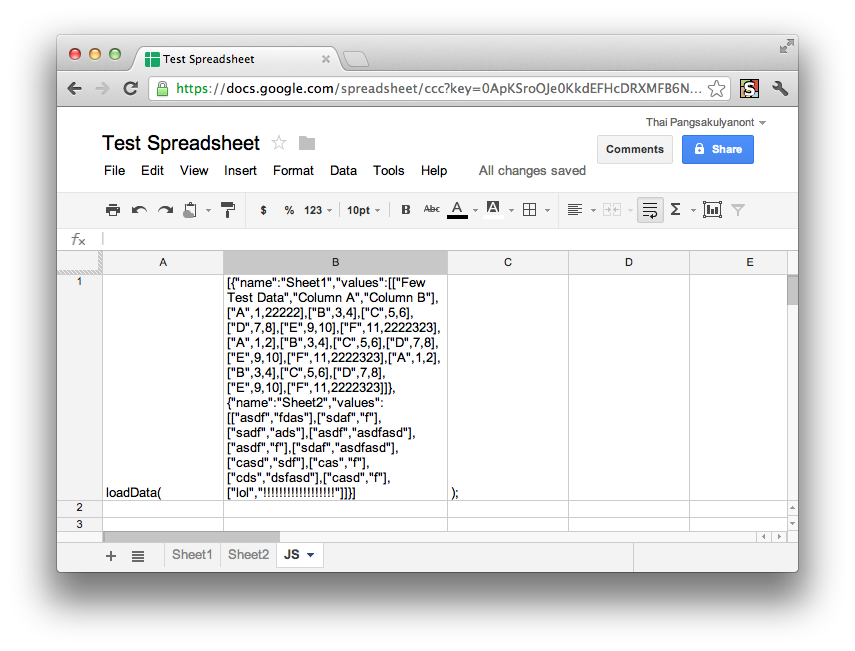 Test Spreadsheet
https://docs.google.com/spreadsheet/ccc?key=0ApKSroOJe0KkdEFHcDRXMFB6N...
Thai Pangsakulyanont
Test Spreadsheet
Comments
Share
File Edit View Insert Format Data Tools Help All changes saved
$ % 123 10pt B Abc A A Σ
fx
A B C D E
1
[{"name":"Sheet1","values":[["Few
Test Data","Column A","Column B"],
["A",1,22222],["B",3,4],["C",5,6],
["D",7,8],["E",9,10],["F",11,2222323],
["A",1,2],["B",3,4],["C",5,6],["D",7,8],
["E",9,10],["F",11,2222323],["A",1,2],
["B",3,4],["C",5,6],["D",7,8],
["E",9,10],["F",11,2222323]]},
{"name":"Sheet2","values":
[["asdf","fdas"],["sdaf","f"],
["sadf","ads"],["asdf","asdfasd"],
["asdf","f"],["sdaf","asdfasd"],
["casd","sdf"],["cas","f"],
["cds","dsfasd"],["casd","f"],
loadData( ["lol","!!!!!!!!!!!!!!!!!!"]]}] );
2
3
+ Sheet1 Sheet2 JS